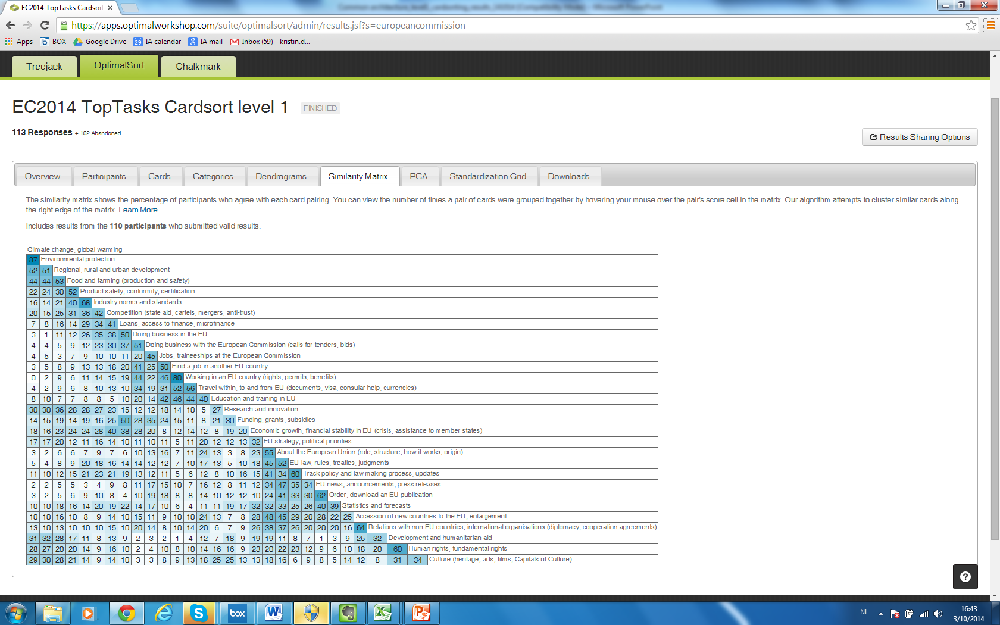 EC2014 TopTasks Cardsort
https://apps.optimalworkshop.com/suite/optimalsort/admin/results.jsf?s=europeancommission
Apps BOX Google Drive 29 IA calendar 8 IA mail Inbox (59) - kristin.d...
Treejack OptimalSort Chalkmark
EC2014 TopTasks Cardsort level 1 FINISHED
113 Responses + 102 Abandoned
Results Sharing Options
Overview Participants Cards Categories Dendrograms Similarity Matrix PCA Standardization Grid Downloads
The similarity matrix shows the percentage of participants who agree with each card pairing. You can view the number of times a pair of cards were grouped together by hovering your mouse over the pair's score cell in the matrix. Our algorithm attempts to cluster similar cards along
the right edge of the matrix. Learn More
Includes results from the 110 participants who submitted valid results.
Climate change, global warming
87 Environmental protection
52 51 Regional, rural and urban development
44 44 53 Food and farming (production and safety)
22 24 30 52 Product safety, conformity, certification
16 14 21 40 68 Industry norms and standards
20 15 25 31 36 42 Competition (state aid, cartels, mergers, anti-trust)
7 8 16 14 29 34 41 Loans, access to finance, microfinance
3 1 11 12 26 35 38 50 Doing business in the EU
4 4 5 9 12 23 30 37 51 Doing business with the European Commission (calls for tenders, bids)
4 5 3 7 9 10 10 11 20 45 Jobs, traineeships at the European Commission
3 5 8 9 13 13 18 20 41 25 50 Find a job in another EU country
0 2 9 6 11 14 15 19 44 22 46 80 Working in an EU country (rights, permits, benefits)
4 2 9 6 8 10 13 10 34 19 31 52 56 Travel within, to and from EU (documents, visa, consular help, currencies)
8 10 7 7 8 8 5 10 20 14 42 46 44 40 Education and training in EU
30 30 36 28 28 27 23 15 12 12 18 14 10 5 27 Research and innovation
14 15 19 14 19 16 25 50 28 35 24 15 11 8 21 30 Funding, grants, subsidies
18 16 23 24 24 28 40 38 28 20 8 12 14 12 8 19 20 Economic growth, financial stability in EU (crisis, assistance to member states)
17 17 20 12 11 16 14 10 11 10 11 5 11 20 12 12 13 32 EU strategy, political priorities
3 2 6 6 7 9 7 6 10 13 16 7 11 24 13 3 8 23 55 About the European Union (role, structure, how it works, origin)
5 4 8 9 20 18 16 14 14 12 12 7 10 17 13 5 10 18 45 52 EU law, rules, treaties, judgments
11 10 12 15 21 23 21 19 13 12 11 5 6 12 8 10 16 15 41 34 60 Track policy and law making process, updates
2 2 5 5 3 4 9 8 11 17 15 10 7 16 12 8 11 12 34 47 35 34 EU news, announcements, press releases
3 2 5 6 9 10 8 4 10 19 18 8 8 14 10 12 12 10 24 41 33 30 62 Order, download an EU publication
10 10 18 16 14 20 19 22 14 17 10 6 4 11 11 19 17 32 32 33 25 26 40 39 Statistics and forecasts
10 10 16 10 8 9 14 10 15 11 9 10 10 24 13 7 8 28 48 45 29 20 28 22 25 Accession of new countries to the EU, enlargement
13 10 13 10 10 10 15 10 20 14 8 10 14 20 6 7 9 26 38 37 26 20 20 20 16 64 Relations with non-EU countries, international organisations (diplomacy, cooperation agreements)
31 32 28 17 11 8 13 9 2 3 2 1 4 12 7 18 9 19 19 11 8 7 1 3 9 25 32 Development and humanitarian aid
28 27 20 20 14 9 16 10 2 4 10 8 10 14 16 16 9 23 20 22 23 12 9 6 10 18 20 60 Human rights, fundamental rights
29 30 28 21 14 9 14 10 3 3 8 9 13 18 25 25 13 13 18 16 6 9 8 5 14 12 8 31 34 Culture (heritage, arts, films, Capitals of Culture)
?
box
NL
16:43
3/10/2014